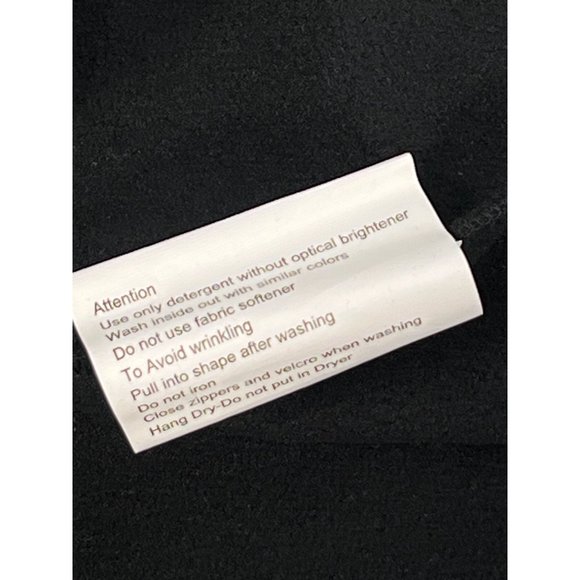 Attention
Use only detergent without optical brightener
Wash inside out with similar colors
Do not use fabric softener
To Avoid wrinkling
Pull into shape after washing
Do not iron
Close zippers and velcro when washing
Hang Dry-Do not put in Dryer